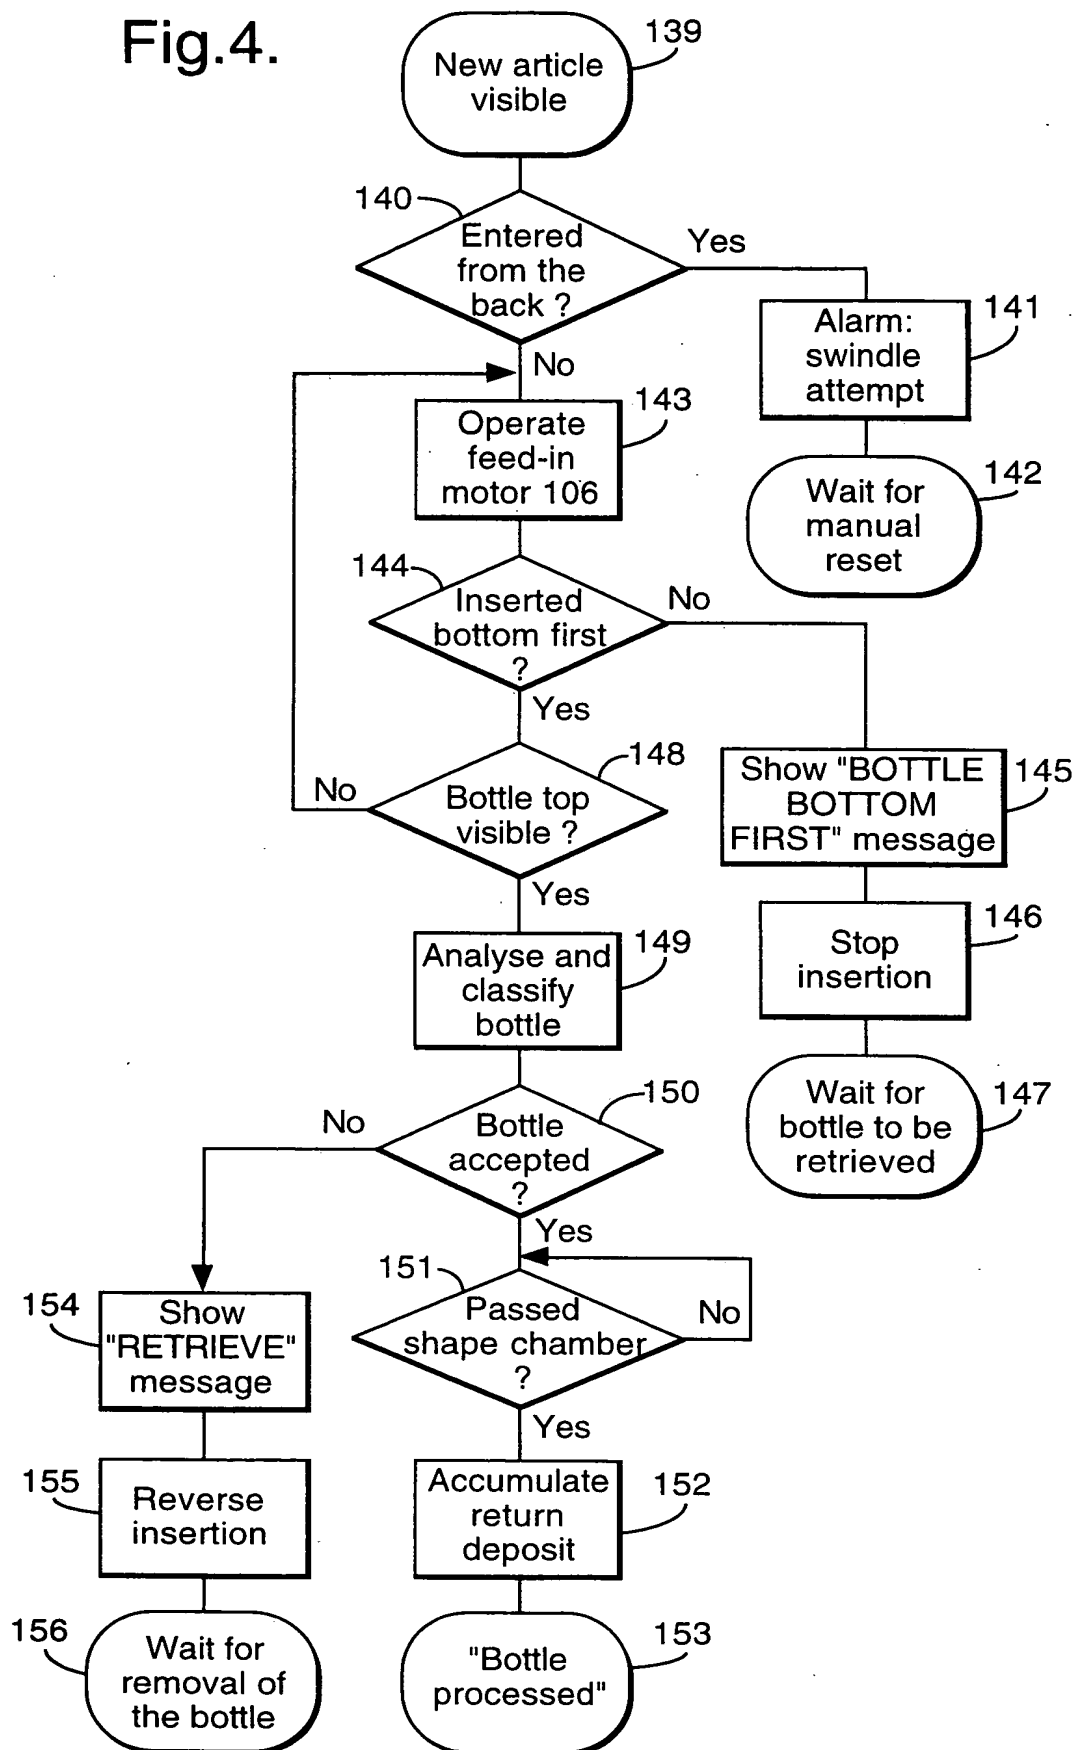 Fig.4.
New article
visible
139
140
Entered
from the
back ?
Yes
No
Alarm:
swindle
attempt
141
Wait for
manual
reset
142
Operate
feed-in
motor 106
143
144
Inserted
bottom first
?
No
Yes
Show "BOTTLE
BOTTOM
FIRST" message
145
Stop
insertion
146
Wait for
bottle to be
retrieved
147
Bottle top
visible ?
148
No
Yes
Analyse and
classify
bottle
149
Bottle
accepted
?
150
No
Yes
151
Passed
shape chamber
?
No
Yes
154
Show
"RETRIEVE"
message
155
Reverse
insertion
156
Wait for
removal of
the bottle
Accumulate
return
deposit
152
"Bottle
processed"
153